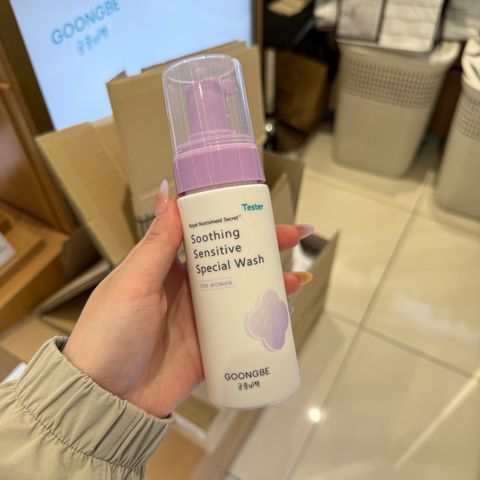 GOONGBE
궁중비책
Tester
Royal Nutrishield Secret™
Soothing
Sensitive
Special Wash
FOR WOMAN
GOONGBE
궁중비책